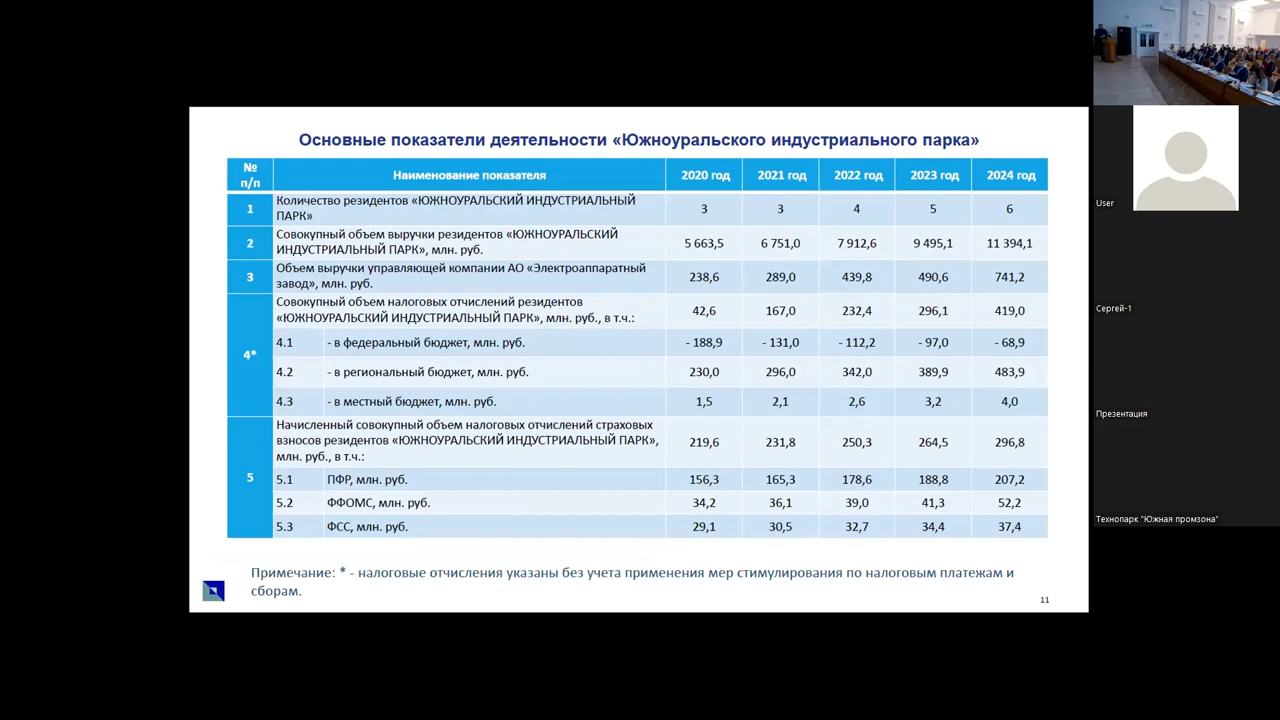 Основные показатели деятельности «Южноуральского индустриального парка»
№ п/п Наименование показателя 2020 год 2021 год 2022 год 2023 год 2024 год
1 Количество резидентов «ЮЖНОУРАЛЬСКИЙ ИНДУСТРИАЛЬНЫЙ
ПАРК» 3 3 4 5 6
2 Совокупный объем выручки резидентов «ЮЖНОУРАЛЬСКИЙ
ИНДУСТРИАЛЬНЫЙ ПАРК», млн. руб. 5 663,5 6 751,0 7 912,6 9 495,1 11 394,1
3 Объем выручки управляющей компании АО «Электроаппаратный
завод», млн. руб. 238,6 289,0 439,8 490,6 741,2
4* Совокупный объем налоговых отчислений резидентов
«ЮЖНОУРАЛЬСКИЙ ИНДУСТРИАЛЬНЫЙ ПАРК», млн. руб., в т.ч.: 42,6 167,0 232,4 296,1 419,0
4.1 - в федеральный бюджет, млн. руб. - 188,9 - 131,0 - 112,2 - 97,0 - 68,9
4.2 - в региональный бюджет, млн. руб. 230,0 296,0 342,0 389,9 483,9
4.3 - в местный бюджет, млн. руб. 1,5 2,1 2,6 3,2 4,0
5 Начисленный совокупный объем налоговых отчислений страховых
взносов резидентов «ЮЖНОУРАЛЬСКИЙ ИНДУСТРИАЛЬНЫЙ ПАРК»,
млн. руб., в т.ч.: 219,6 231,8 250,3 264,5 296,8
5.1 ПФР, млн. руб. 156,3 165,3 178,6 188,8 207,2
5.2 ФФОМС, млн. руб. 34,2 36,1 39,0 41,3 52,2
5.3 ФСС, млн. руб. 29,1 30,5 32,7 34,4 37,4
Примечание: * - налоговые отчисления указаны без учета применения мер стимулирования по налоговым платежам и
сборам.
11
User
Сергей-1
Презентация
Технопарк "Южная промзона"